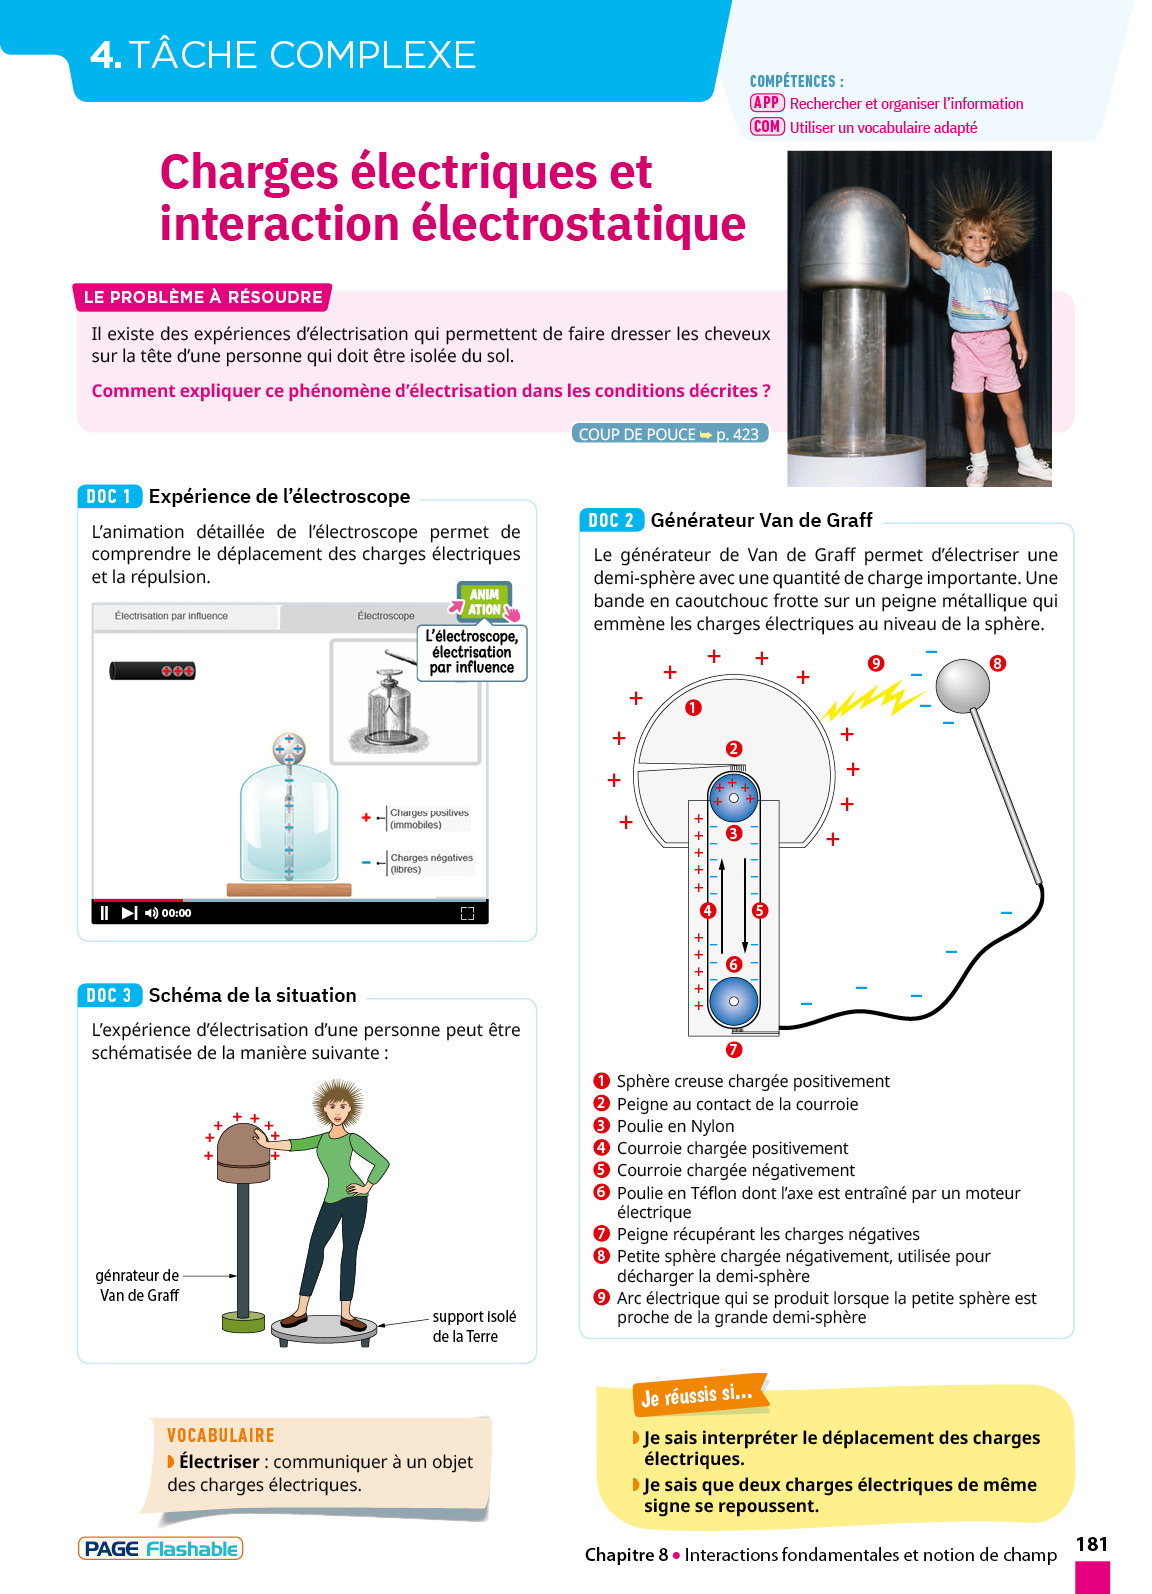 4. TÂCHE COMPLEXE
COMPÉTENCES :
APP Rechercher et organiser l’information
COM Utiliser un vocabulaire adapté
Charges électriques et
interaction électrostatique
LE PROBLÈME À RÉSOUDRE
Il existe des expériences d’électrisation qui permettent de faire dresser les cheveux
sur la tête d’une personne qui doit être isolée du sol.
Comment expliquer ce phénomène d’électrisation dans les conditions décrites ?
COUP DE POUCE ➨ p. 423
DOC 1 Expérience de l’électroscope
L’animation détaillée de l’électroscope permet de
comprendre le déplacement des charges électriques
et la répulsion.
ANIM
ATION
Électrisation par influence
Électroscope
L’électroscope,
électrisation
par influence
+ Charges positives
(immobiles)
– Charges négatives
(libres)
00:00
DOC 3 Schéma de la situation
L’expérience d’électrisation d’une personne peut être
schématisée de la manière suivante :
génrateur de
Van de Graff
support isolé
de la Terre
DOC 2 Générateur Van de Graff
Le générateur de Van de Graff permet d’électriser une
demi-sphère avec une quantité de charge importante. Une
bande en caoutchouc frotte sur un peigne métallique qui
emmène les charges électriques au niveau de la sphère.
1
2
3
4
5
6
7
8
9
1 Sphère creuse chargée positivement
2 Peigne au contact de la courroie
3 Poulie en Nylon
4 Courroie chargée positivement
5 Courroie chargée négativement
6 Poulie en Téflon dont l’axe est entraîné par un moteur
électrique
7 Peigne récupérant les charges négatives
8 Petite sphère chargée négativement, utilisée pour
décharger la demi-sphère
9 Arc électrique qui se produit lorsque la petite sphère est
proche de la grande demi-sphère
VOCABULAIRE
Électriser : communiquer à un objet
des charges électriques.
Je réussis si...
Je sais interpréter le déplacement des charges
électriques.
Je sais que deux charges électriques de même
signe se repoussent.
PAGE Flashable
Chapitre 8 • Interactions fondamentales et notion de champ
181